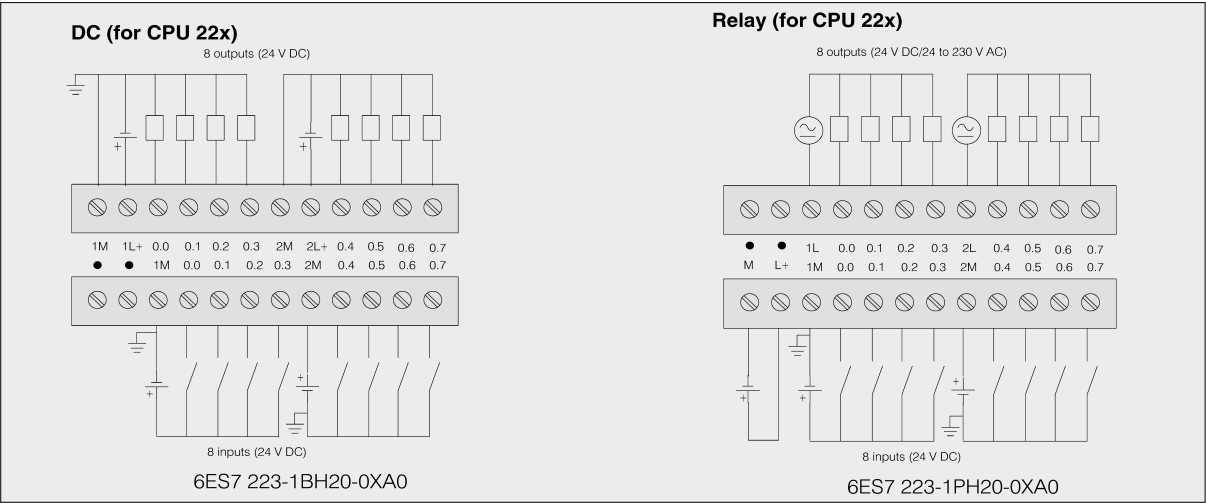 DC (for CPU 22x)
8 outputs (24 V DC)
+ +
1M 1L+ 0.0 0.1 0.2 0.3 2M 2L+ 0.4 0.5 0.6 0.7
● ● 1M 0.0 0.1 0.2 0.3 2M 0.4 0.5 0.6 0.7
+ +
8 inputs (24 V DC)
6ES7 223-1BH20-0XA0
Relay (for CPU 22x)
8 outputs (24 V DC/24 to 230 V AC)
● ● 1L 0.0 0.1 0.2 0.3 2L 0.4 0.5 0.6 0.7
M L+ 1M 0.0 0.1 0.2 0.3 2M 0.4 0.5 0.6 0.7
+ + +
8 inputs (24 V DC)
6ES7 223-1PH20-0XA0